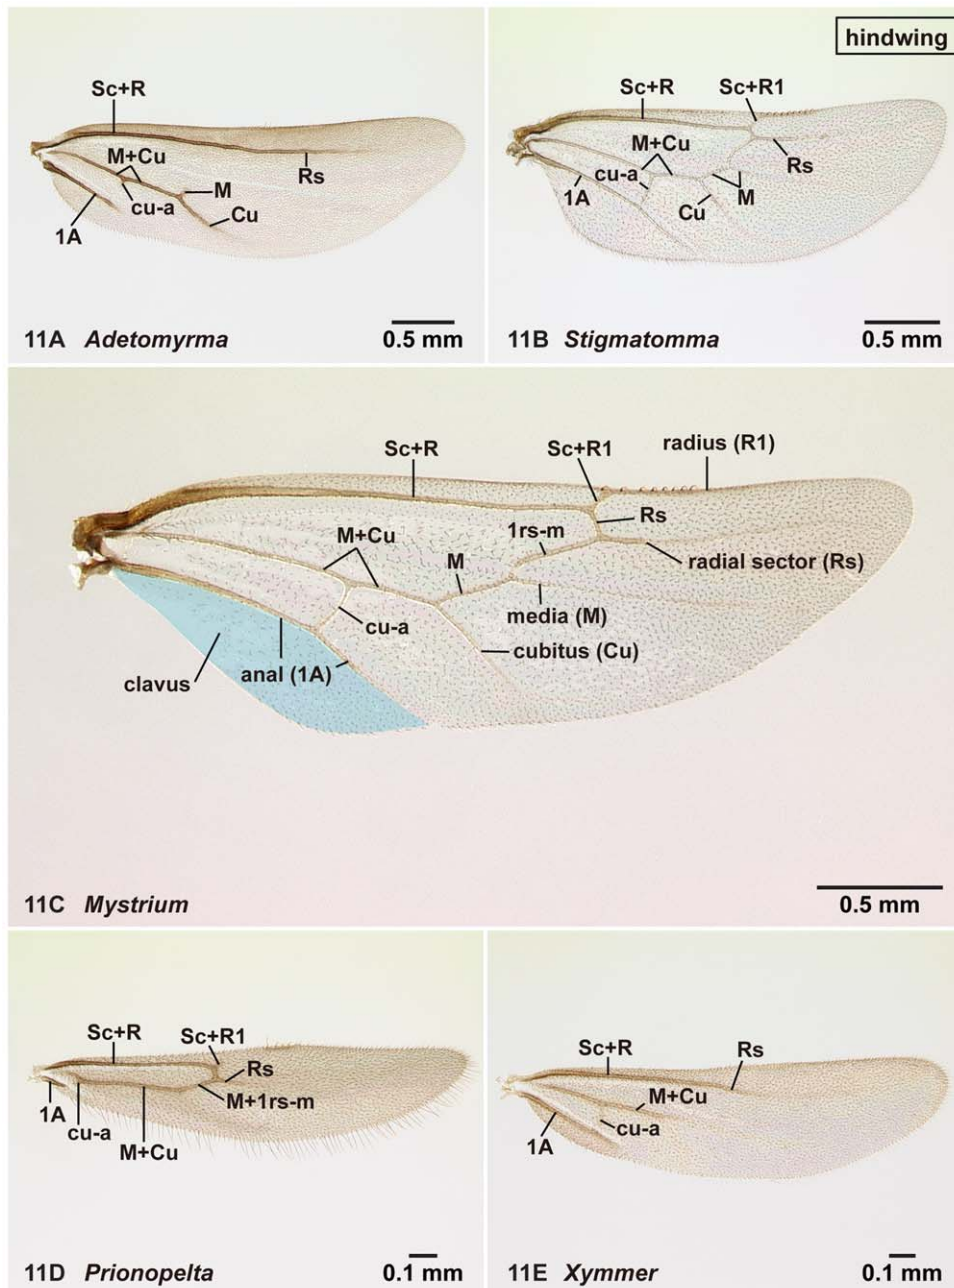 hindwing
Sc+R
M+Cu
Rs
M
cu-a
Cu
1A
11A Adetomyrma 0.5 mm
Sc+R
Sc+R1
M+Cu
cu-a
Rs
1A
M
Cu
11B Stigmatomma 0.5 mm
radius (R1)
Sc+R
Sc+R1
Rs
1rs-m
M+Cu
radial sector (Rs)
M
media (M)
cu-a
cubitus (Cu)
anal (1A)
clavus
11C Mystrium 0.5 mm
Sc+R
Sc+R1
Rs
1A
M+1rs-m
cu-a
M+Cu
11D Prionopelta 0.1 mm
Sc+R
Rs
M+Cu
cu-a
1A
11E Xymmer 0.1 mm